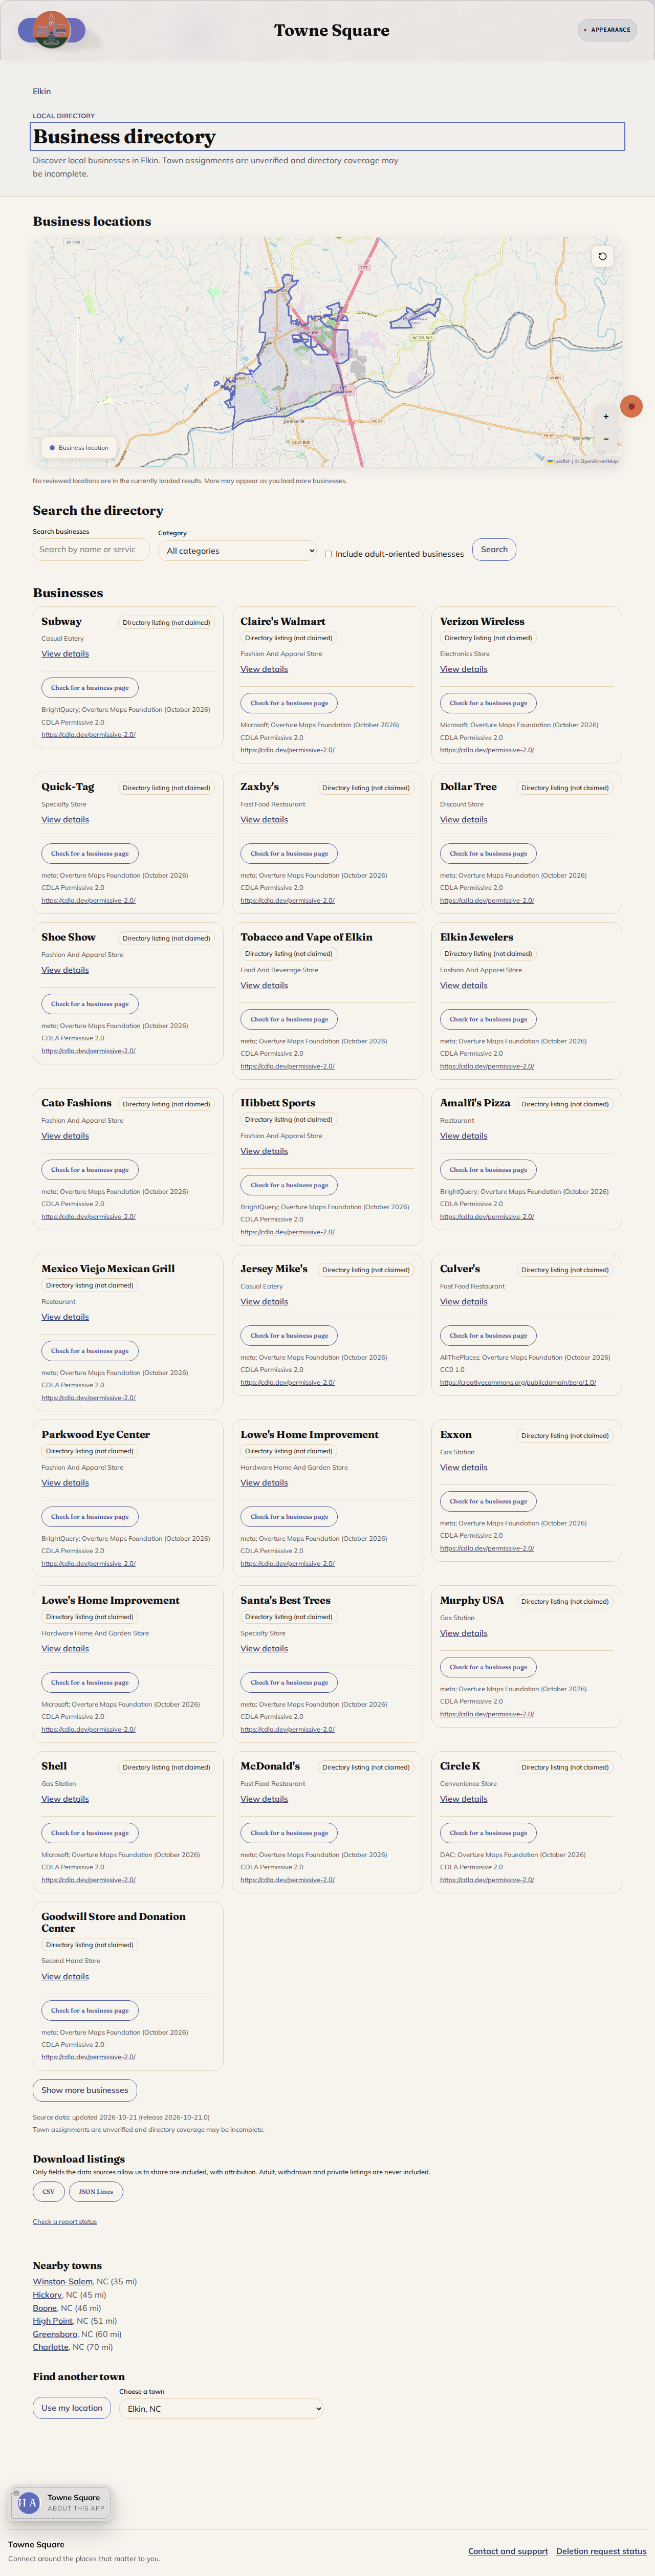 Towne Square
APPEARANCE
Elkin
LOCAL DIRECTORY
Business directory
Discover local businesses in Elkin. Town assignments are unverified and directory coverage may
be incomplete.
Business locations
Business location
+
−
Leaflet | © OpenStreetMap
No reviewed locations are in the currently loaded results. More may appear as you load more businesses.
Search the directory
Search businesses
Category
Search by name or servic
All categories
Include adult-oriented businesses
Search
Businesses
Subway
Directory listing (not claimed)
Casual Eatery
View details
Check for a business page
BrightQuery; Overture Maps Foundation (October 2026)
CDLA Permissive 2.0
https://cdla.dev/permissive-2.0/
Claire's Walmart
Directory listing (not claimed)
Fashion And Apparel Store
View details
Check for a business page
Microsoft; Overture Maps Foundation (October 2026)
CDLA Permissive 2.0
https://cdla.dev/permissive-2.0/
Verizon Wireless
Directory listing (not claimed)
Electronics Store
View details
Check for a business page
Microsoft; Overture Maps Foundation (October 2026)
CDLA Permissive 2.0
https://cdla.dev/permissive-2.0/
Quick-Tag
Directory listing (not claimed)
Specialty Store
View details
Check for a business page
meta; Overture Maps Foundation (October 2026)
CDLA Permissive 2.0
https://cdla.dev/permissive-2.0/
Zaxby's
Directory listing (not claimed)
Fast Food Restaurant
View details
Check for a business page
meta; Overture Maps Foundation (October 2026)
CDLA Permissive 2.0
https://cdla.dev/permissive-2.0/
Dollar Tree
Directory listing (not claimed)
Discount Store
View details
Check for a business page
meta; Overture Maps Foundation (October 2026)
CDLA Permissive 2.0
https://cdla.dev/permissive-2.0/
Shoe Show
Directory listing (not claimed)
Fashion And Apparel Store
View details
Check for a business page
meta; Overture Maps Foundation (October 2026)
CDLA Permissive 2.0
https://cdla.dev/permissive-2.0/
Tobacco and Vape of Elkin
Directory listing (not claimed)
Food And Beverage Store
View details
Check for a business page
meta; Overture Maps Foundation (October 2026)
CDLA Permissive 2.0
https://cdla.dev/permissive-2.0/
Elkin Jewelers
Directory listing (not claimed)
Fashion And Apparel Store
View details
Check for a business page
meta; Overture Maps Foundation (October 2026)
CDLA Permissive 2.0
https://cdla.dev/permissive-2.0/
Cato Fashions
Directory listing (not claimed)
Fashion And Apparel Store
View details
Check for a business page
meta; Overture Maps Foundation (October 2026)
CDLA Permissive 2.0
https://cdla.dev/permissive-2.0/
Hibbett Sports
Directory listing (not claimed)
Fashion And Apparel Store
View details
Check for a business page
BrightQuery; Overture Maps Foundation (October 2026)
CDLA Permissive 2.0
https://cdla.dev/permissive-2.0/
Amalfi's Pizza
Directory listing (not claimed)
Restaurant
View details
Check for a business page
BrightQuery; Overture Maps Foundation (October 2026)
CDLA Permissive 2.0
https://cdla.dev/permissive-2.0/
Mexico Viejo Mexican Grill
Directory listing (not claimed)
Restaurant
View details
Check for a business page
meta; Overture Maps Foundation (October 2026)
CDLA Permissive 2.0
https://cdla.dev/permissive-2.0/
Jersey Mike's
Directory listing (not claimed)
Casual Eatery
View details
Check for a business page
meta; Overture Maps Foundation (October 2026)
CDLA Permissive 2.0
https://cdla.dev/permissive-2.0/
Culver's
Directory listing (not claimed)
Fast Food Restaurant
View details
Check for a business page
AllThePlaces; Overture Maps Foundation (October 2026)
CC0 1.0
https://creativecommons.org/publicdomain/zero/1.0/
Parkwood Eye Center
Directory listing (not claimed)
Fashion And Apparel Store
View details
Check for a business page
BrightQuery; Overture Maps Foundation (October 2026)
CDLA Permissive 2.0
https://cdla.dev/permissive-2.0/
Lowe's Home Improvement
Directory listing (not claimed)
Hardware Home And Garden Store
View details
Check for a business page
meta; Overture Maps Foundation (October 2026)
CDLA Permissive 2.0
https://cdla.dev/permissive-2.0/
Exxon
Directory listing (not claimed)
Gas Station
View details
Check for a business page
meta; Overture Maps Foundation (October 2026)
CDLA Permissive 2.0
https://cdla.dev/permissive-2.0/
Lowe's Home Improvement
Directory listing (not claimed)
Hardware Home And Garden Store
View details
Check for a business page
Microsoft; Overture Maps Foundation (October 2026)
CDLA Permissive 2.0
https://cdla.dev/permissive-2.0/
Santa's Best Trees
Directory listing (not claimed)
Specialty Store
View details
Check for a business page
meta; Overture Maps Foundation (October 2026)
CDLA Permissive 2.0
https://cdla.dev/permissive-2.0/
Murphy USA
Directory listing (not claimed)
Gas Station
View details
Check for a business page
meta; Overture Maps Foundation (October 2026)
CDLA Permissive 2.0
https://cdla.dev/permissive-2.0/
Shell
Directory listing (not claimed)
Gas Station
View details
Check for a business page
Microsoft; Overture Maps Foundation (October 2026)
CDLA Permissive 2.0
https://cdla.dev/permissive-2.0/
McDonald's
Directory listing (not claimed)
Fast Food Restaurant
View details
Check for a business page
meta; Overture Maps Foundation (October 2026)
CDLA Permissive 2.0
https://cdla.dev/permissive-2.0/
Circle K
Directory listing (not claimed)
Convenience Store
View details
Check for a business page
DAC; Overture Maps Foundation (October 2026)
CDLA Permissive 2.0
https://cdla.dev/permissive-2.0/
Goodwill Store and Donation
Center
Directory listing (not claimed)
Second Hand Store
View details
Check for a business page
meta; Overture Maps Foundation (October 2026)
CDLA Permissive 2.0
https://cdla.dev/permissive-2.0/
Show more businesses
Source data: updated 2026-10-21 (release 2026-10-21.0)
Town assignments are unverified and directory coverage may be incomplete.
Download listings
Only fields the data sources allow us to share are included, with attribution. Adult, withdrawn and private listings are never included.
CSV
JSON Lines
Check a report status
Nearby towns
Winston-Salem, NC (35 mi)
Hickory, NC (45 mi)
Boone, NC (46 mi)
High Point, NC (51 mi)
Greensboro, NC (60 mi)
Charlotte, NC (70 mi)
Find another town
Choose a town
Use my location
Elkin, NC
HA
Towne Square
ABOUT THIS APP
Towne Square
Connect around the places that matter to you.
Contact and support
Deletion request status